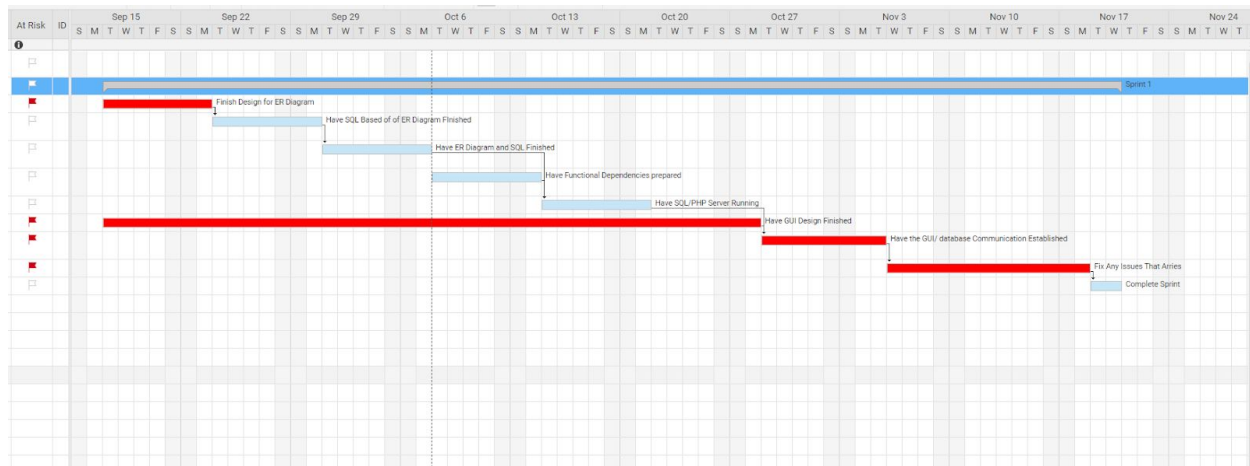 At Risk ID Sep 15 Sep 22 Sep 29 Oct 6 Oct 13 Oct 20 Oct 27 Nov 3 Nov 10 Nov 17 Nov 24
S M T W T F S S M T W T F S S M T W T F S S M T W T F S S M T W T F S S M T W T F S S M T W T F S S M T W T F S S M T W T F S S M T W T F S S M T W T
Sprint 1
Finish Design for ER Diagram
Have SQL Based of of ER Diagram FInished
Have ER Diagram and SQL Finished
Have Functional Dependencies prepared
Have SQL/PHP Server Running
Have GUI Design Finished
Have the GUI/ database Communication Established
Fix Any Issues That Arries
Complete Sprint